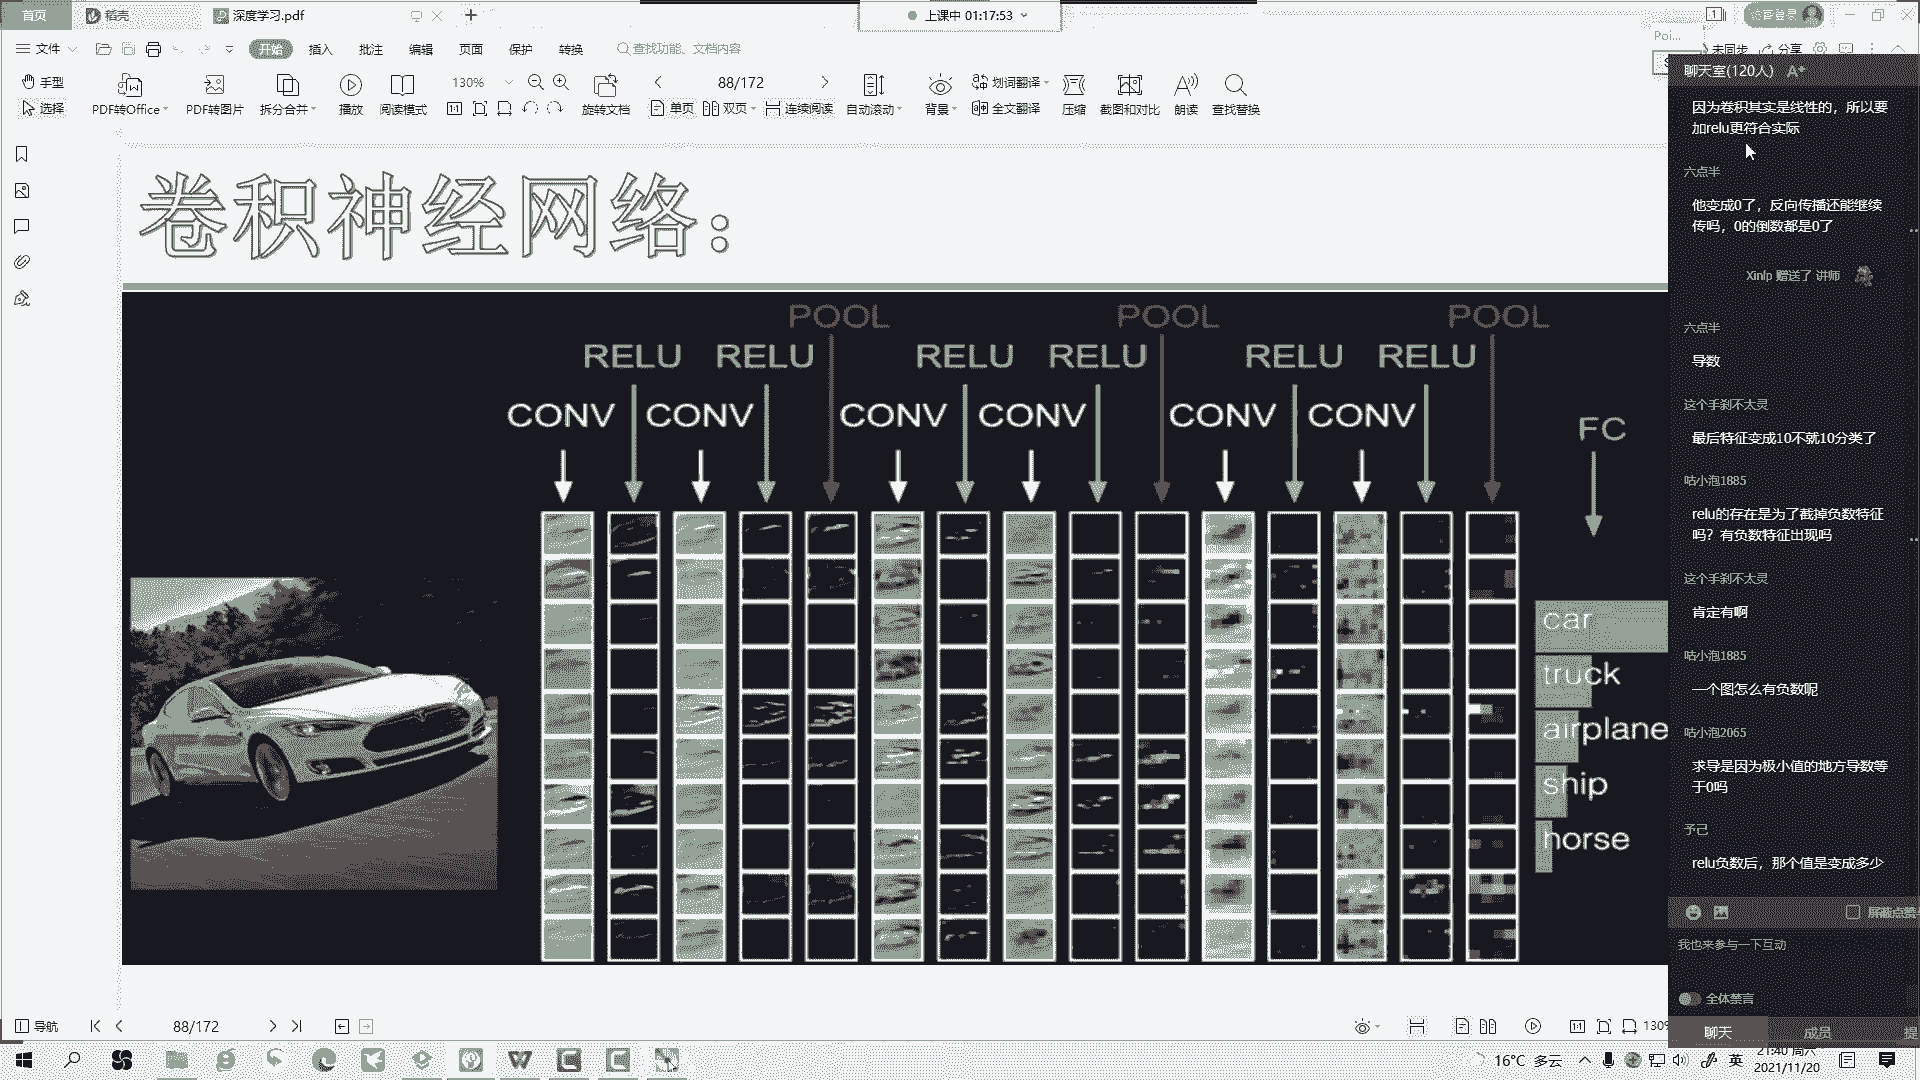 首页
稻壳
深度学习.pdf
上课中 01:17:53
1
Poi...
文件
开始
插入
批注
编辑
页面
保护
转换
查找功能、文档内容
未同步
分享
手型
选择
PDF转Office
PDF转图片
拆分合并
播放
阅读模式
130%
旋转文档
88/172
单页
双页
连续阅读
自动滚动
背景
划词翻译
全文翻译
压缩
截图和对比
朗读
查找替换
卷积神经网络：
POOL
POOL
POOL
RELU
RELU
RELU
RELU
RELU
RELU
CONV
CONV
CONV
CONV
CONV
CONV
FC
car
truck
airplane
ship
horse
聊天室(120人)
A+
因为卷积其实是线性的，所以要
加relu更符合实际
六点半
他变成0了，反向传播还能继续
传吗，0的倒数都是0了
Xinlp 赠送了 讲师
六点半
导数
这个手刹不太灵
最后特征变成10不就10分类了
咕小泡1885
relu的存在是为了截掉负数特征
吗？有负数特征出现吗
这个手刹不太灵
肯定有啊
咕小泡1885
一个图怎么有负数呢
咕小泡2065
求导是因为极小值的地方导数等
于0吗
予己
relu负数后，那个值是变成多少
屏蔽点赞
我也来参与一下互动
全体禁言
聊天
成员
提
导航
88/172
130%
16°C 多云
英
21:40 周六
2021/11/20